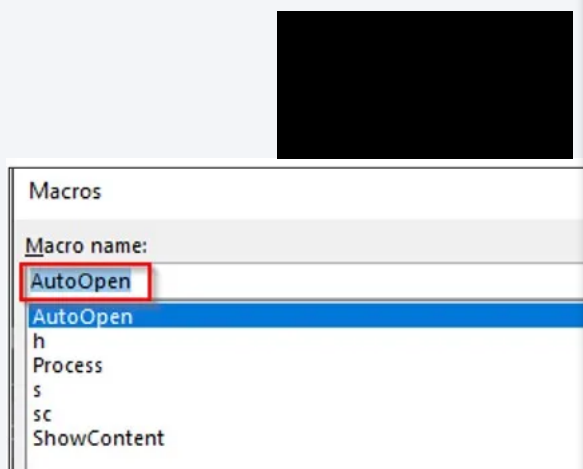 Macros
Macro name:
AutoOpen
AutoOpen
h
Process
s
sc
ShowContent